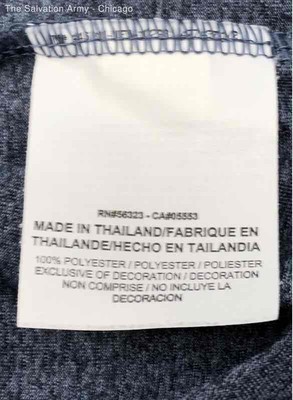 The Salvation Army - Chicago
RN#56323 - CA#05553
MADE IN THAILAND/FABRIQUE EN
THAILANDE/HECHO EN TAILANDIA
100% POLYESTER / POLYESTER / POLIESTER
EXCLUSIVE OF DECORATION / DECORATION
NON COMPRISE / NO INCLUYE LA
DECORACION